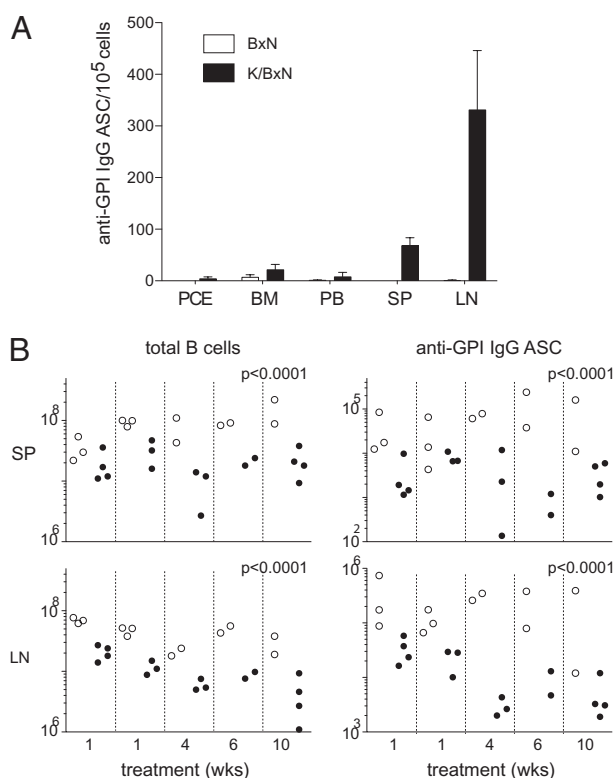 A
anti-GPI IgG ASC/10⁵ cells
500
400
300
200
100
0
BxN
K/BxN
PCE BM PB SP LN
B
total B cells anti-GPI IgG ASC
p<0.0001 p<0.0001
SP
10⁸ 10⁵
10⁶ 10²
p<0.0001 p<0.0001
LN
10⁸ 10⁶
10⁶ 10³
1 1 4 6 10 1 1 4 6 10
treatment (wks) treatment (wks)